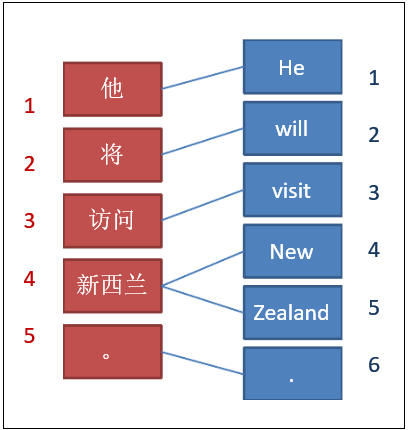 1 他 He 1
2 将 will 2
3 访问 visit 3
4 新西兰 New 4
Zealand 5
5 。 . 6